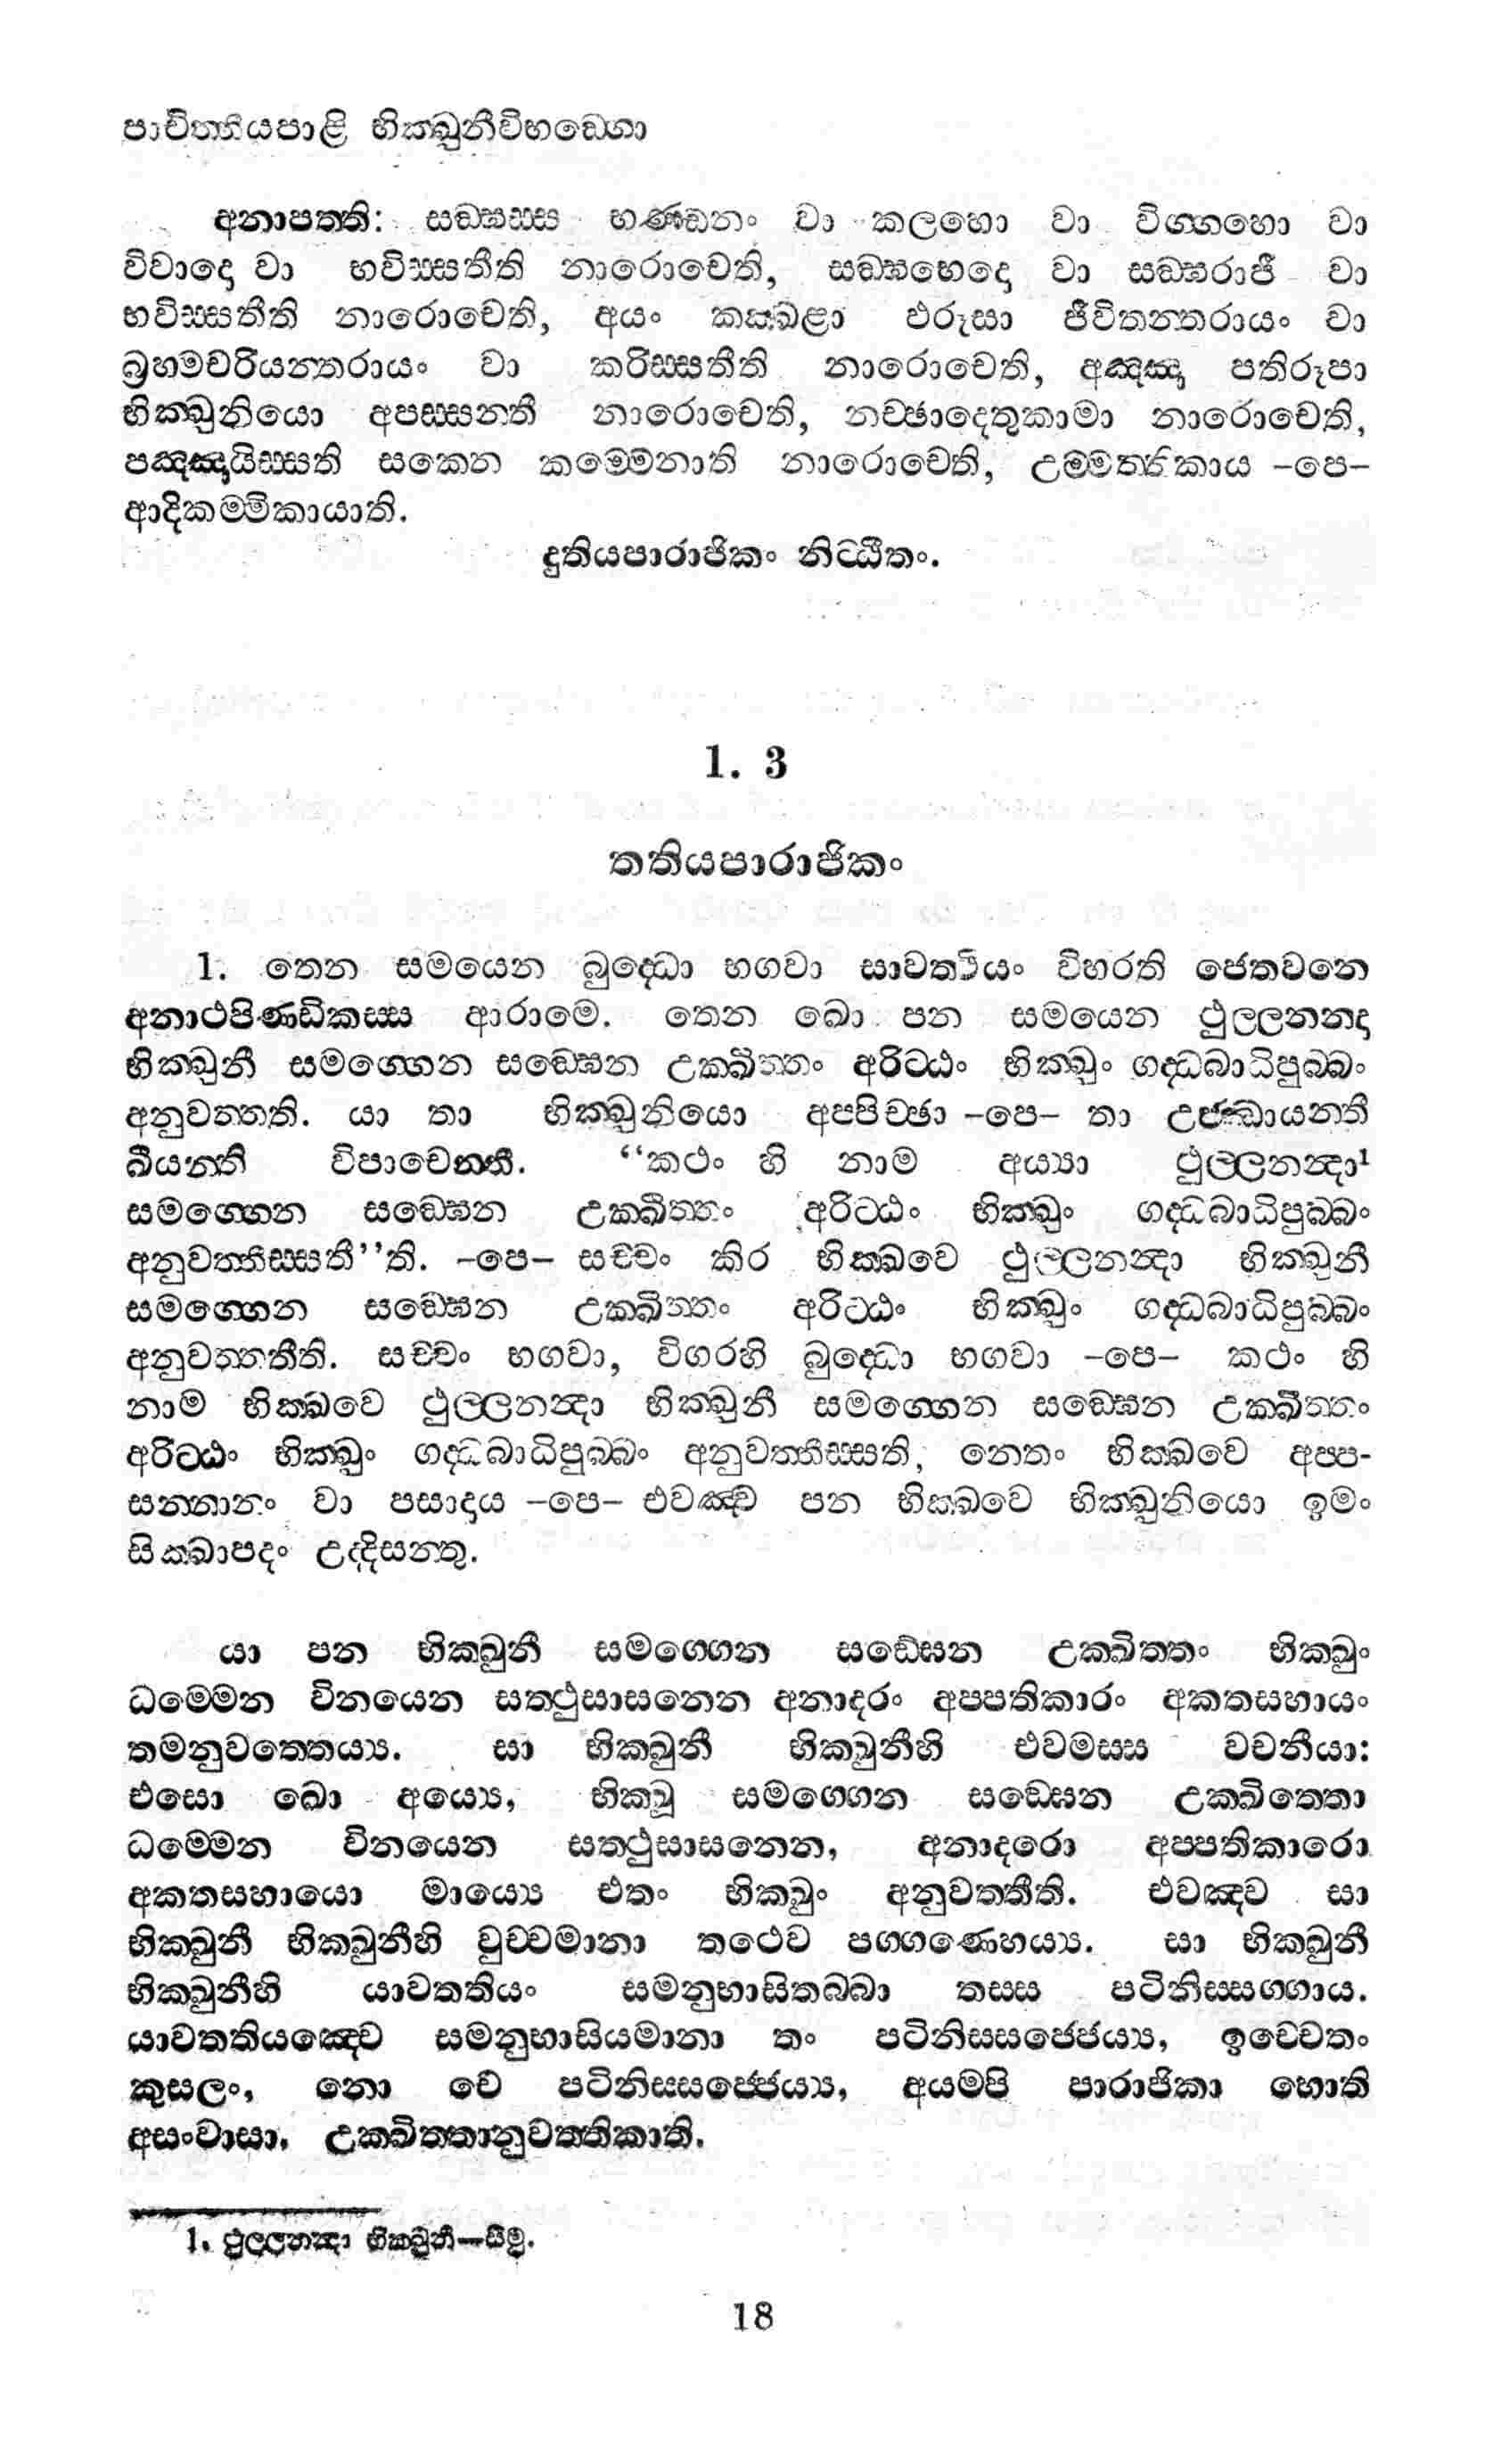 පාචිත්තියපාළි භික්ඛුනීවිභඞ්ගො
අනාපත්ති: සඞ්ඝස්ස භණ්ඩනං වා කලහො වා විග්ගහො වා
විවාදො වා භවිස්සතීති නාරොචෙති, සඞ්ඝභෙදො වා සඞ්ඝරාජි වා
භවිස්සතීති නාරොචෙති, අයං කක්ඛළා ඵරුසා ජීවිතන්තරායං වා
බ්‍රහ්මචරියන්තරායං වා කරිස්සතීති නාරොචෙති, අඤ්ඤා පතිරූපා
භික්ඛුනියො අපස්සන්තී නාරොචෙති, නච්ඡාදෙතුකාමා නාරොචෙති,
පඤ්ඤායිස්සති සකෙන කම්මෙනාති නාරොචෙති, උම්මත්තිකාය –පෙ–
ආදිකම්මිකායාති.
දුතියපාරාජිකං නිට්ඨිතං.
1. 3
තතියපාරාජිකං
1. තෙන සමයෙන බුද්ධො භගවා සාවත්ථියං විහරති ජෙතවනෙ
අනාථපිණ්ඩිකස්ස ආරාමෙ. තෙන ඛො පන සමයෙන ථුල්ලනන්දා
භික්ඛුනී සමග්ගෙන සඞ්ඝෙන උක්ඛිත්තං අරිට්ඨං භික්ඛුං ගද්ධබාධිපුබ්බං
අනුවත්තති. යා තා භික්ඛුනියො අප්පිච්ඡා –පෙ– තා උජ්ඣායන්තී
ඛීයන්ති විපාචෙන්තී. “කථං හි නාම අය්‍යා ථුල්ලනන්දා¹
සමග්ගෙන සඞ්ඝෙන උක්ඛිත්තං අරිට්ඨං භික්ඛුං ගද්ධබාධිපුබ්බං
අනුවත්තිස්සතී”ති. –පෙ– සච්චං කිර භික්ඛවෙ ථුල්ලනන්දා භික්ඛුනී
සමග්ගෙන සඞ්ඝෙන උක්ඛිත්තං අරිට්ඨං භික්ඛුං ගද්ධබාධිපුබ්බං
අනුවත්තතීති. සච්චං භගවා, විගරහි බුද්ධො භගවා –පෙ– කථං හි
නාම භික්ඛවෙ ථුල්ලනන්දා භික්ඛුනී සමග්ගෙන සඞ්ඝෙන උක්ඛිත්තං
අරිට්ඨං භික්ඛුං ගද්ධබාධිපුබ්බං අනුවත්තිස්සති, නෙතං භික්ඛවෙ අප්ප-
සන්නානං වා පසාදාය –පෙ– එවඤ්ච පන භික්ඛවෙ භික්ඛුනියො ඉමං
සික්ඛාපදං උද්දිසන්තු.
යා පන භික්ඛුනී සමග්ගෙන සඞ්ඝෙන උක්ඛිත්තං භික්ඛුං
ධම්මෙන විනයෙන සත්ථුසාසනෙන අනාදරං අප්පතිකාරං අකතසහායං
තමනුවත්තෙය්‍ය. සා භික්ඛුනී භික්ඛුනීහි එවමස්ස වචනීයා:
එසො ඛො අය්‍යෙ, භික්ඛු සමග්ගෙන සඞ්ඝෙන උක්ඛිත්තො
ධම්මෙන විනයෙන සත්ථුසාසනෙන, අනාදරො අප්පතිකාරො
අකතසහායො මාය්‍යෙ එතං භික්ඛුං අනුවත්තීති. එවඤ්ච සා
භික්ඛුනී භික්ඛුනීහි වුච්චමානා තථෙව පග්ගණ්හෙය්‍ය. සා භික්ඛුනී
භික්ඛුනීහි යාවතතියං සමනුභාසිතබ්බා තස්ස පටිනිස්සග්ගාය.
යාවතතියඤ්චෙ සමනුභාසියමානා තං පටිනිස්සජ්ජෙය්‍ය, ඉච්චෙතං
කුසලං, නො චෙ පටිනිස්සජ්ජෙය්‍ය, අයම්පි පාරාජිකා හොති
අසංවාසා, උක්ඛිත්තානුවත්තිකාති.
1. ථුල්ලනන්දා භික්ඛුනී—සීමු.
18